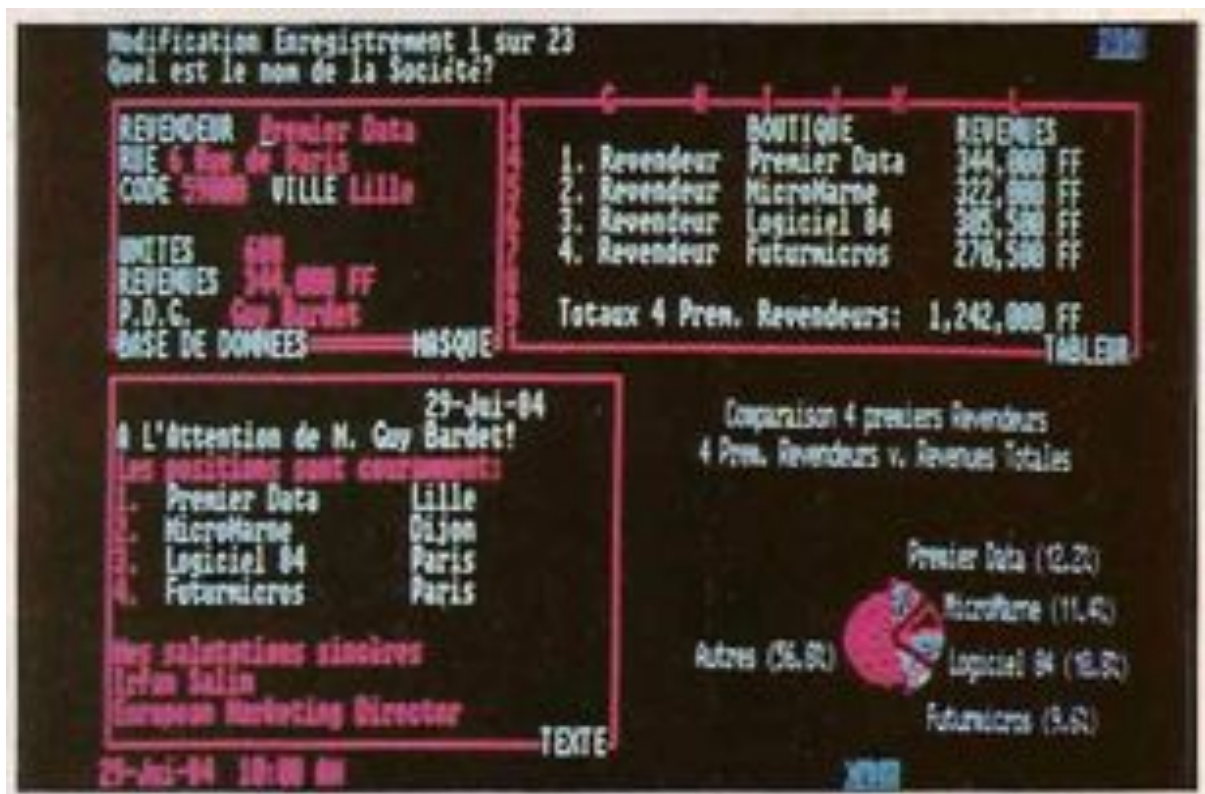 Modification Enregistrement 1 sur 23
Quel est le nom de la Société?
REVENDEUR Premier Data
RUE 6 Rue de Paris
CODE 59000 VILLE Lille
UNITES 600
REVENUES 344,000 FF
P.D.G. Guy Bardet
BASE DE DONNEES MASQUE
G H I J K L
BOUTIQUE REVENUES
1. Revendeur Premier Data 344,000 FF
2. Revendeur MicroMarne 322,000 FF
3. Revendeur Logiciel 84 305,500 FF
4. Revendeur Futurmicros 270,500 FF
Totaux 4 Prem. Revendeurs: 1,242,000 FF
TABLEUR
29-Jui-84
A L'Attention de M. Guy Bardet!
Les positions sont couramment:
1. Premier Data Lille
2. MicroMarne Dijon
3. Logiciel 84 Paris
4. Futurmicros Paris
Mes salutations sincères
Irfan Salim
European Marketing Director
TEXTE
29-Jui-84 10:00 AM
Comparaison 4 premiers Revendeurs
4 Prem. Revendeurs v. Revenues Totales
Premier Data (12.2%)
MicroMarne (11.4%)
Autres (56.0%)
Logiciel 84 (10.8%)
Futurmicros (9.6%)